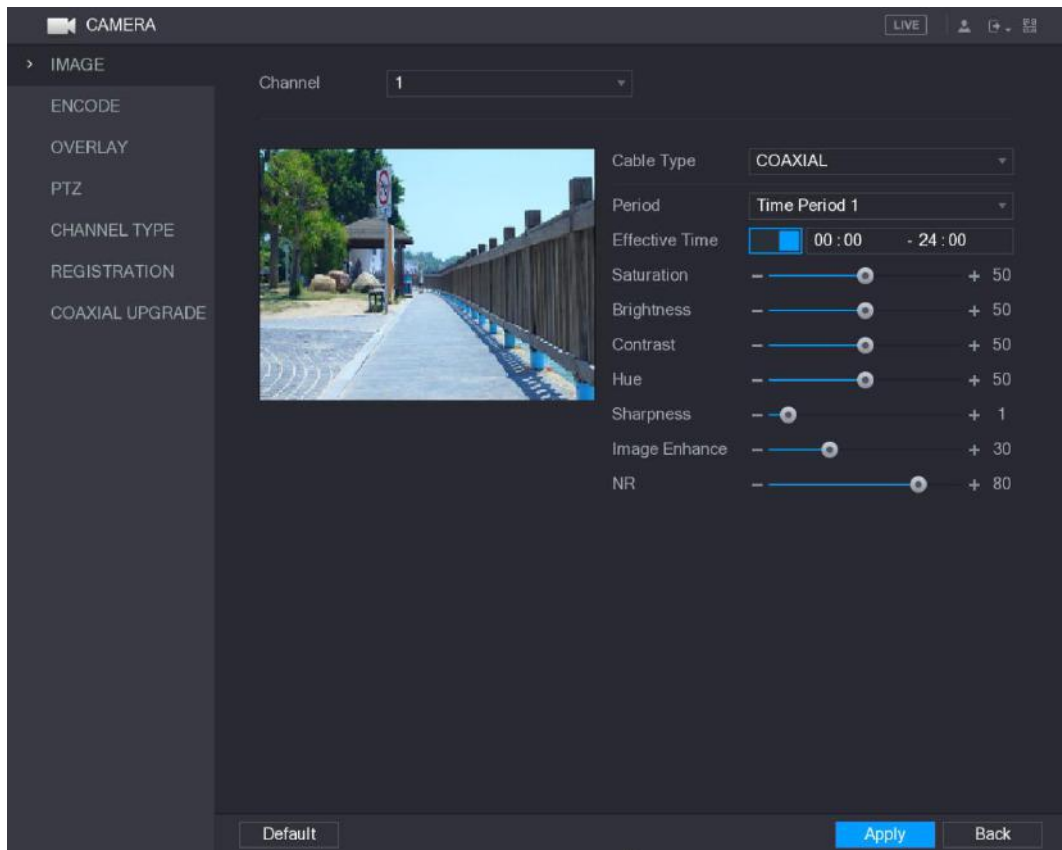 CAMERA LIVE
IMAGE
ENCODE
OVERLAY
PTZ
CHANNEL TYPE
REGISTRATION
COAXIAL UPGRADE
Channel 1
Cable Type COAXIAL
Period Time Period 1
Effective Time 00 : 00 - 24 : 00
Saturation 50
Brightness 50
Contrast 50
Hue 50
Sharpness 1
Image Enhance 30
NR 80
Default Apply Back